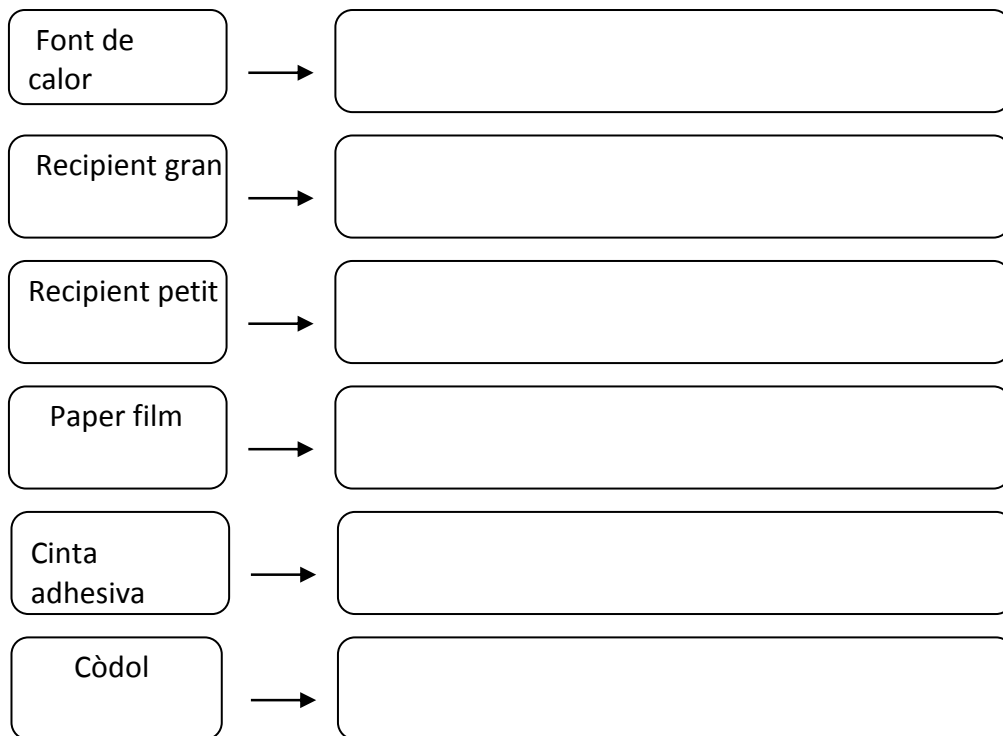 Font de
calor
Recipient gran
Recipient petit
Paper film
Cinta
adhesiva
Còdol